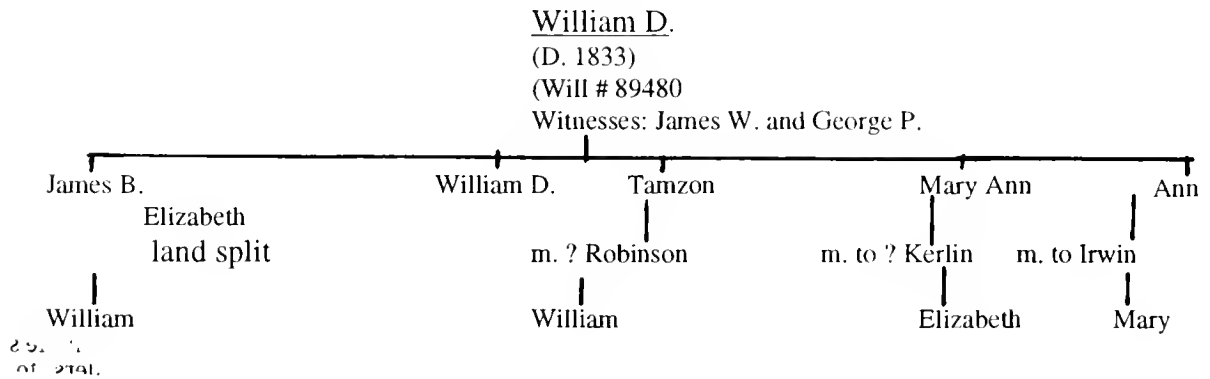 William D.
(D. 1833)
(Will # 89480
Witnesses: James W. and George P.
James B. William D. Tamzon Mary Ann Ann
Elizabeth
land split m. ? Robinson m. to ? Kerlin m. to Irwin
William William Elizabeth Mary